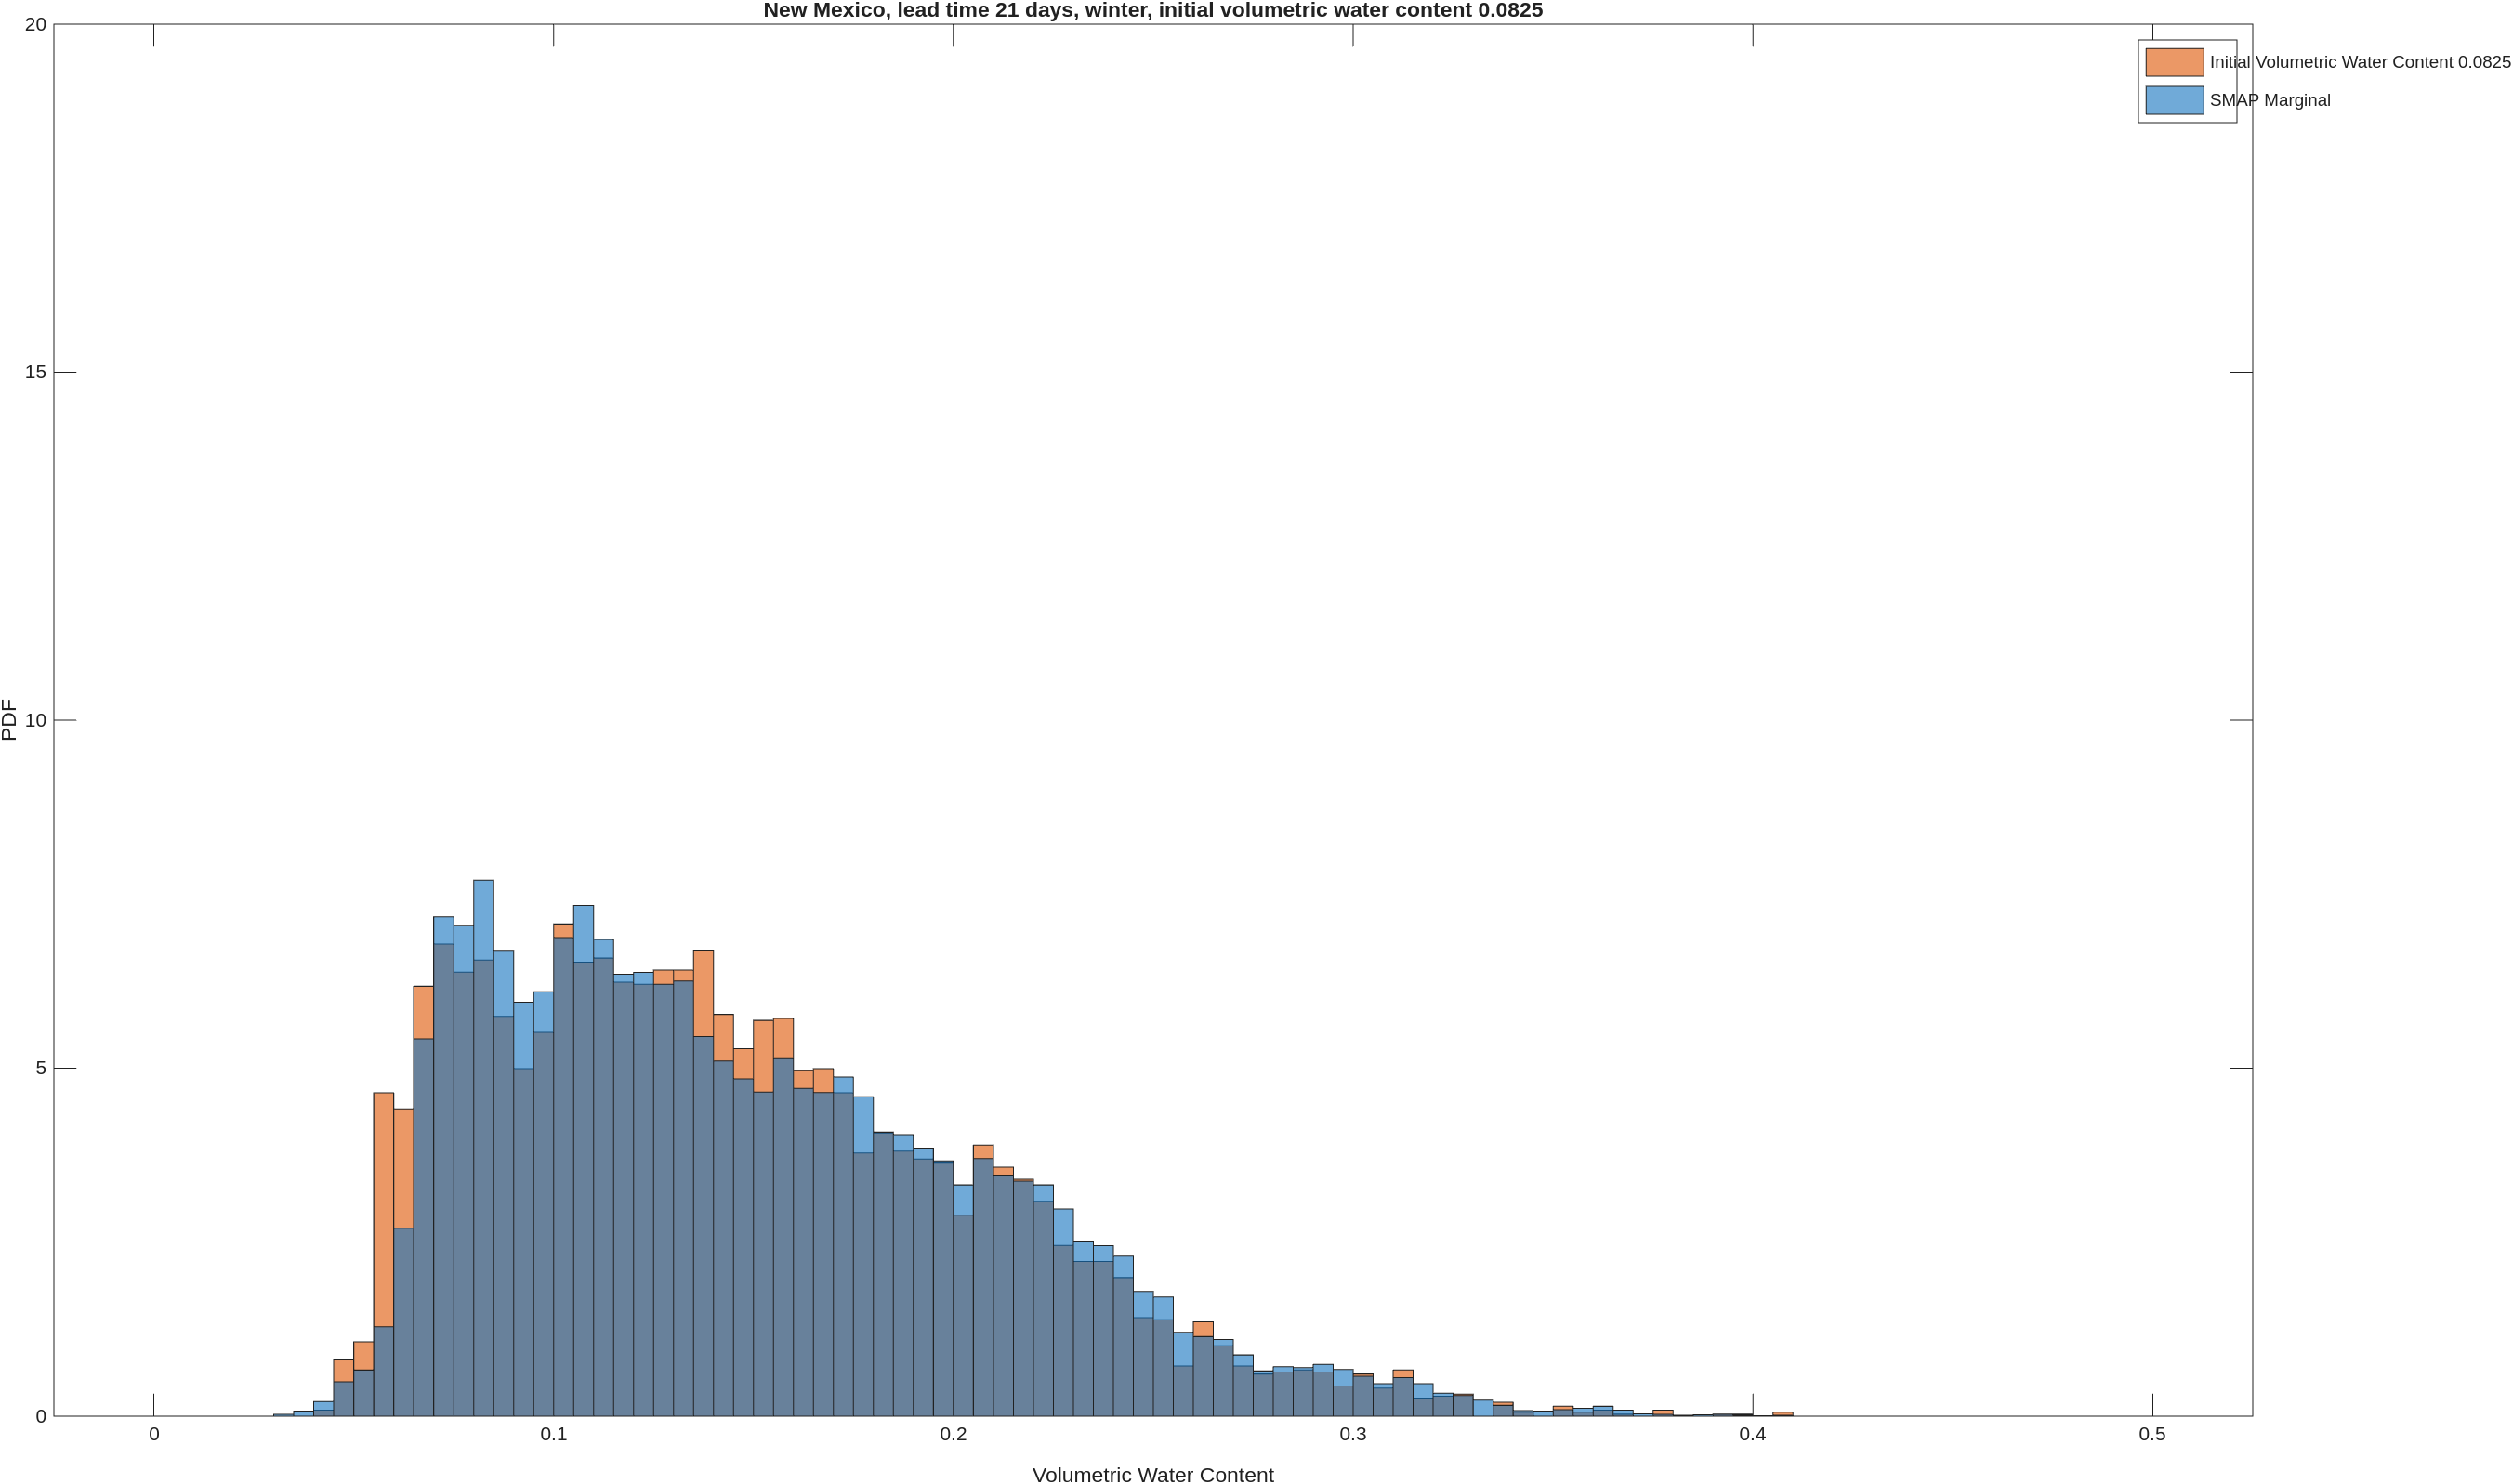 New Mexico, lead time 21 days, winter, initial volumetric water content 0.0825
20
15
10
5
0
PDF
Initial Volumetric Water Content 0.0825
SMAP Marginal
0 0.1 0.2 0.3 0.4 0.5
Volumetric Water Content